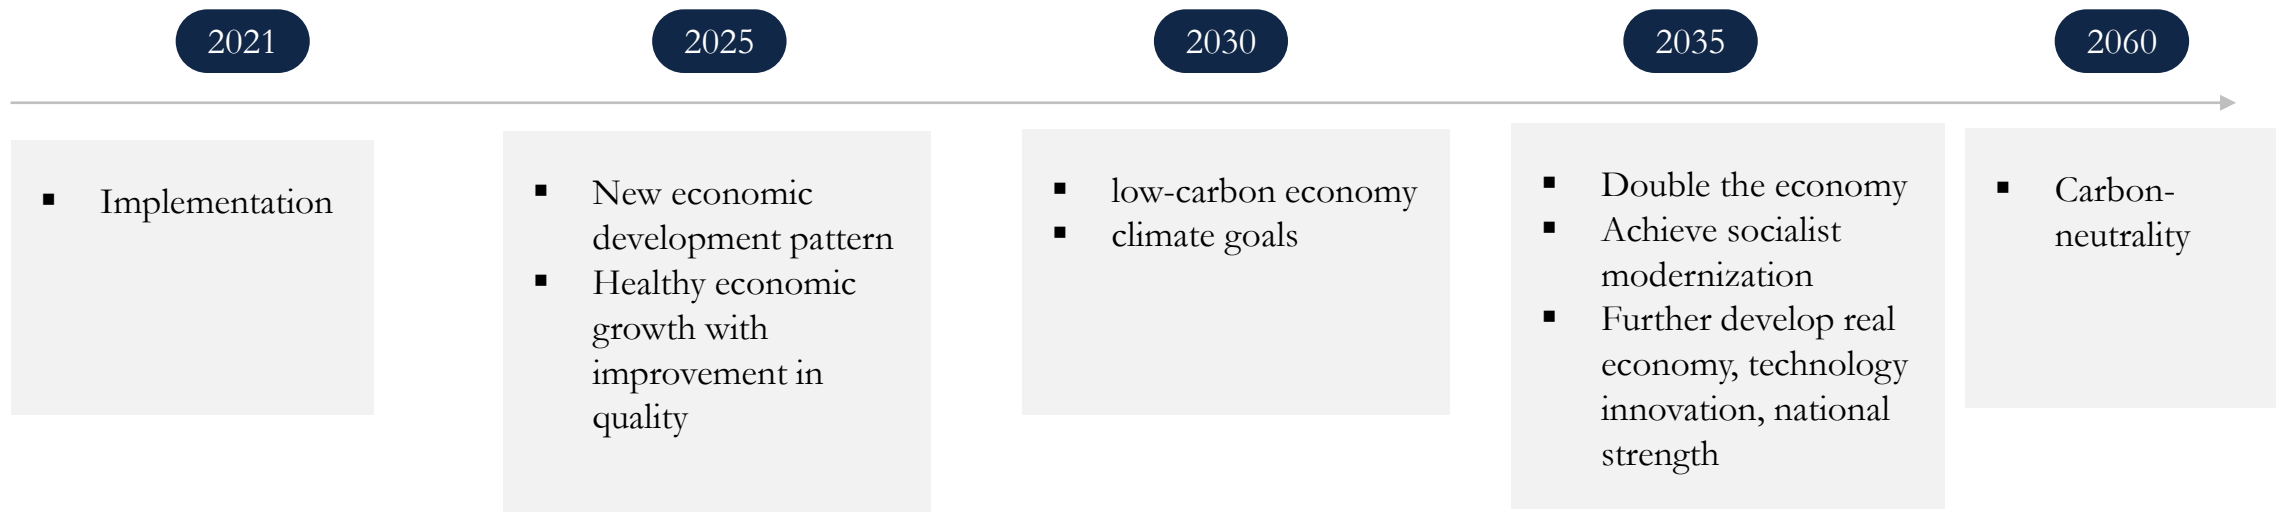 2021
2025
2030
2035
2060
▪ Implementation
▪ New economic
development pattern
▪ Healthy economic
growth with
improvement in
quality
▪ low-carbon economy
▪ climate goals
▪ Double the economy
▪ Achieve socialist
modernization
▪ Further develop real
economy, technology
innovation, national
strength
▪ Carbon-
neutrality